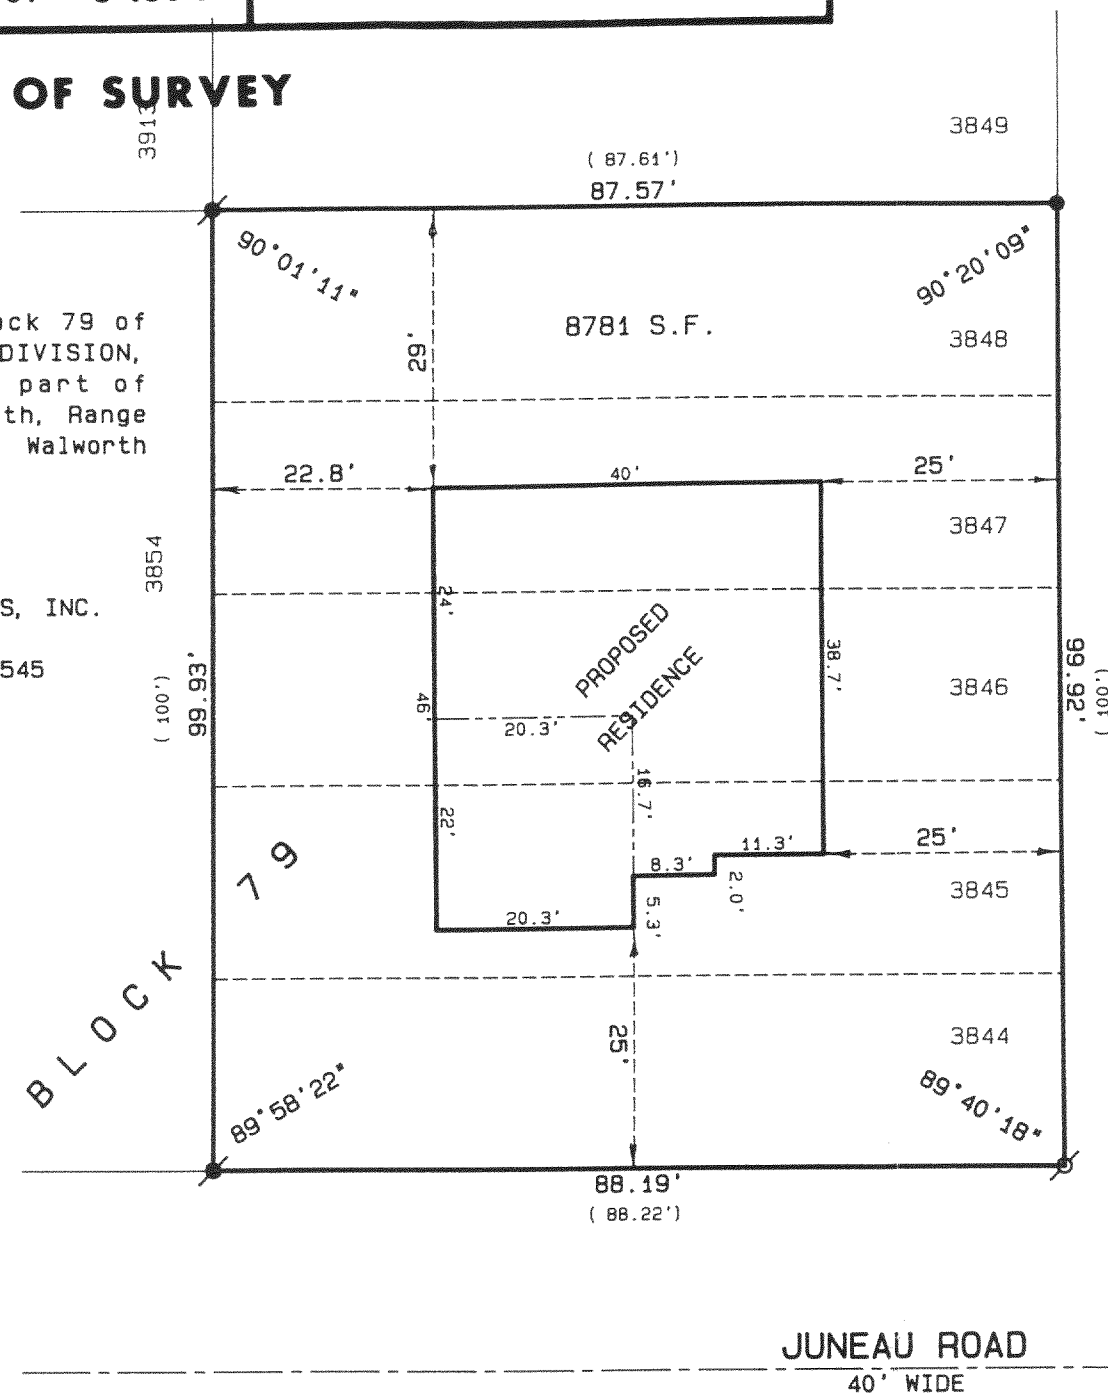 OF SURVEY
3913
3849
( 87.61')
87.57'
90°01'11"
90°20'09"
ock 79 of
DIVISION,
part of
th, Range
Walworth
29'
8781 S.F.
3848
22.8'
40'
25'
3847
3854
24'
S, INC.
545
PROPOSED
RESIDENCE
38.7'
99.93'
( 100')
46'
20.3'
3846
99.92'
( 100')
16.7'
22'
11.3'
25'
8.3'
2.0'
3845
5.3'
20.3'
BLOCK 79
25'
3844
89°58'22"
89°40'18"
88.19'
( 88.22')
JUNEAU ROAD
40' WIDE